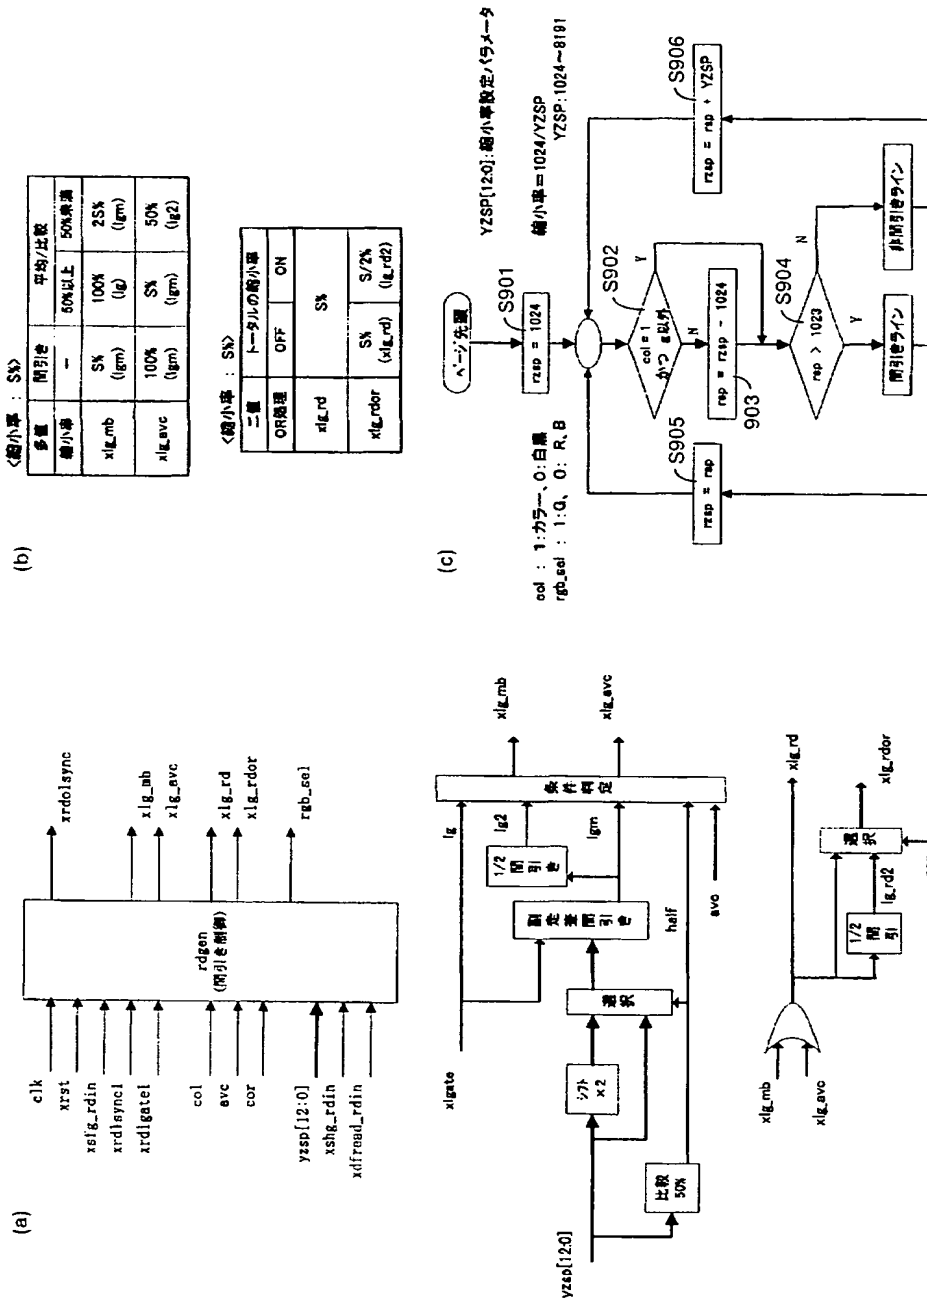 (a)
clk
xrst
xsfg_rdin
xrdlsync1
xrdlgate1
col
avc
cor
yzsp[12:0]
xshg_rdin
xdfread_rdin
rdgen
(間引き制御)
xrdolsync
xlg_mb
xlg_avc
xlg_rd
xlg_rdor
rgb_sel
xlgate
yzsp[12:0]
シフト
×2
比較
50%
選択
割定差間引き
1/2
間引き
lg
lg2
lgm
half
avc
条件判定
xlg_mb
xlg_avc
xlg_mb
xlg_avc
1/2
間引
lg_rd2
選択
xlg_rd
xlg_rdor
(b)
<縮小率 : S%>
多値 間引き 平均/比較
縮小率 — 50%以上 50%未満
xlg_mb S% (lgm) 100% (lg) 2S% (lgm)
xlg_avc 100% (lgm) S% (lgm) 50% (lg2)
<縮小率 : S%>
二値 トータルの縮小率
OR処理 OFF ON
xlg_rd S%
xlg_rdor S% (xlg_rd) S/2% (lg_rd2)
(c)
col : 1:カラー、0:白黒
rgb_sel : 1:G、 0: R、B
YZSP[12:0]:縮小率設定パラメータ
縮小率=1024/YZSP
YZSP:1024~8191
ページ先頭
S901
rzsp = 1024
S902
col = 1
かつ g以外
Y
N
rsp = rzsp - 1024
903
S904
rsp > 1023
N
Y
間引きライン
非間引きライン
S905
rzsp = rsp
S906
rzsp = rsp + YZSP